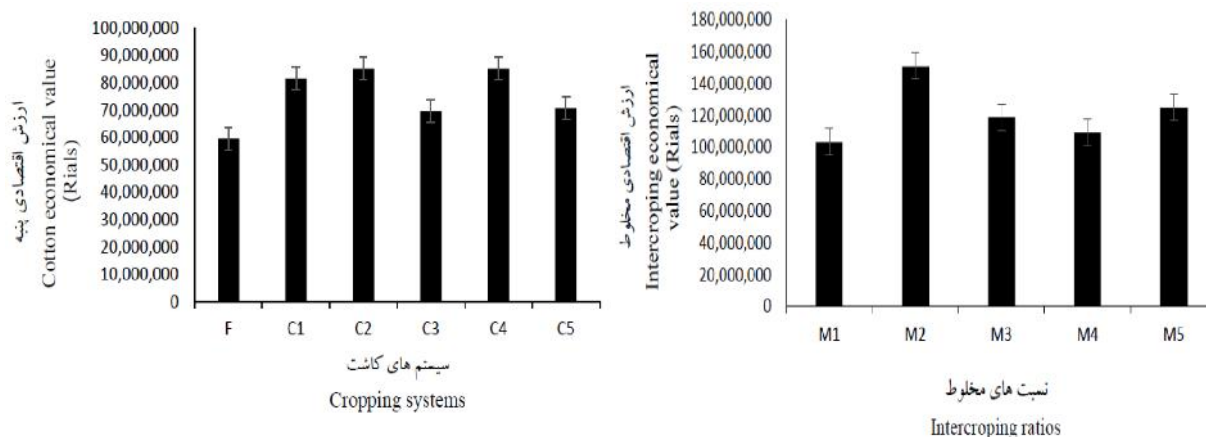 ارزش اقتصادی پنبه
Cotton economical value
(Rials)
100,000,000
90,000,000
80,000,000
70,000,000
60,000,000
50,000,000
40,000,000
30,000,000
20,000,000
10,000,000
0
F C1 C2 C3 C4 C5
سیستم های کاشت
Cropping systems
ارزش اقتصادی مخلوط
Intercroping economical
value (Rials)
180,000,000
160,000,000
140,000,000
120,000,000
100,000,000
80,000,000
60,000,000
40,000,000
20,000,000
0
M1 M2 M3 M4 M5
نسبت های مخلوط
Intercroping ratios